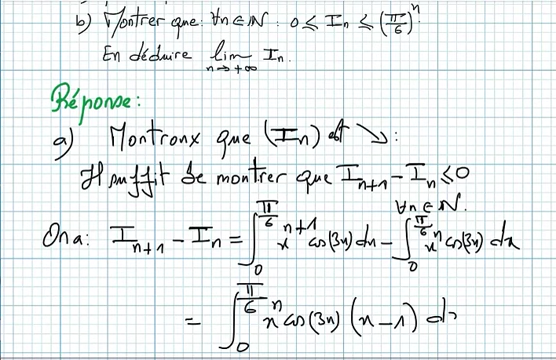 b) Montrer que: ∀n∈ℕ: 0 ≤ Iₙ ≤ (π/6)ⁿ.
En déduire lim Iₙ.
n→+∞
Réponse:
a) Montronx que (Iₙ) est ↘:
Il suffit de montrer que Iₙ₊₁ − Iₙ ≤ 0
∀n∈ℕ.
On a: Iₙ₊₁ − Iₙ = ∫₀^(π/6) xⁿ⁺¹ cos(3x) dx − ∫₀^(π/6) xⁿ cos(3x) dx
= ∫₀^(π/6) xⁿ cos(3x) (x − 1) dx